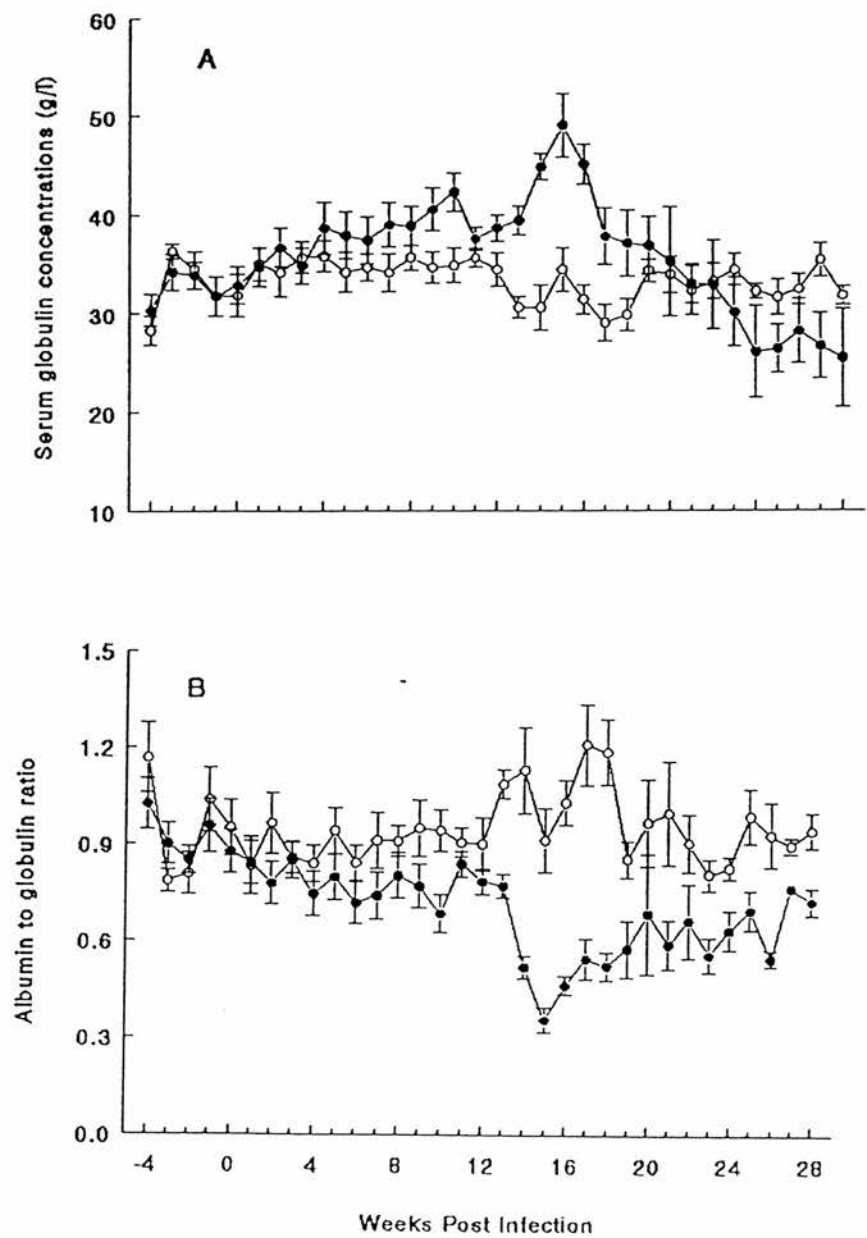 A
Serum globulin concentrations (g/l)
60
50
40
30
20
10
B
Albumin to globulin ratio
1.5
1.2
0.9
0.6
0.3
0.0
-4 0 4 8 12 16 20 24 28
Weeks Post Infection